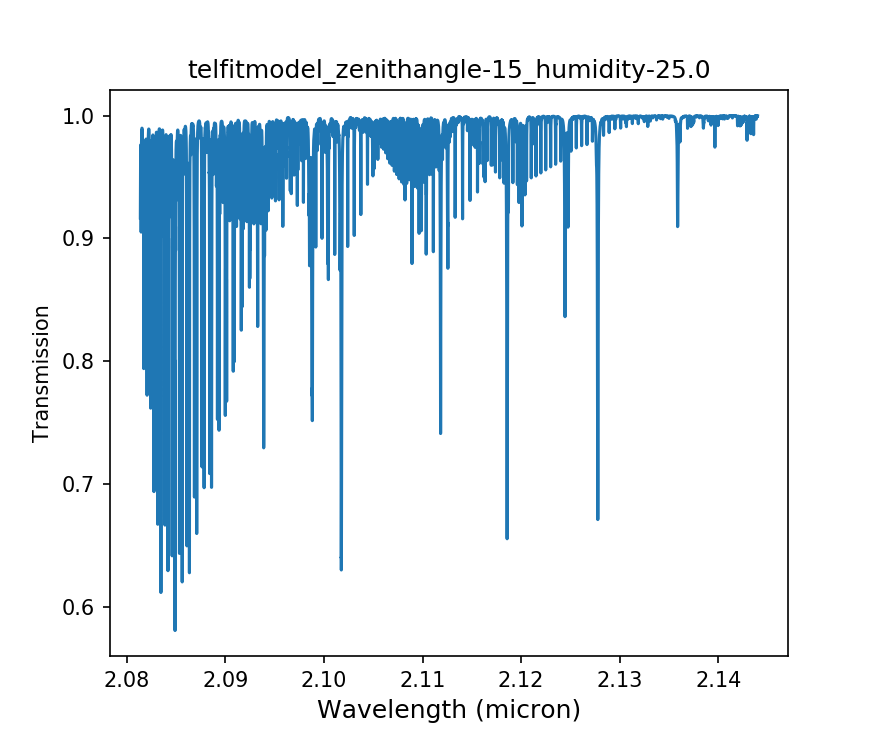 telfitmodel_zenithangle-15_humidity-25.0
Transmission
1.0
0.9
0.8
0.7
0.6
2.08 2.09 2.10 2.11 2.12 2.13 2.14
Wavelength (micron)